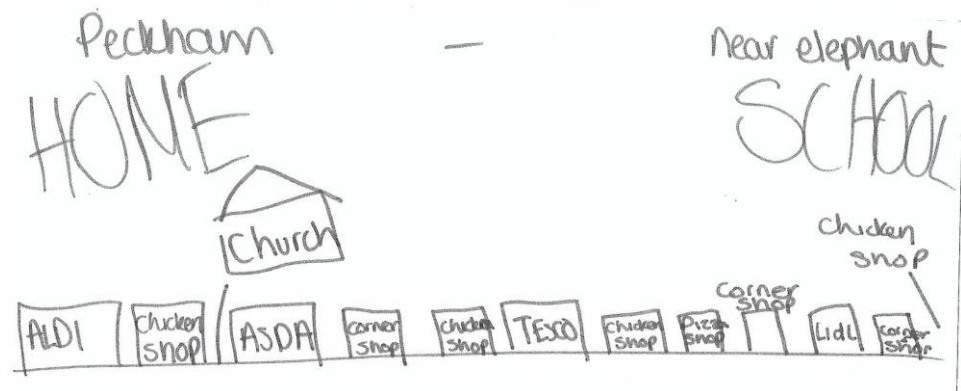 Peckham — near elephant
HOME SCHOOL
Church
chicken
snop
corner
shop
ALDI
chicken
shop
ASDA
corner
shop
chicken
shop
TESCO
chicken
shop
Pizza
shop
Lidl
corner
shop